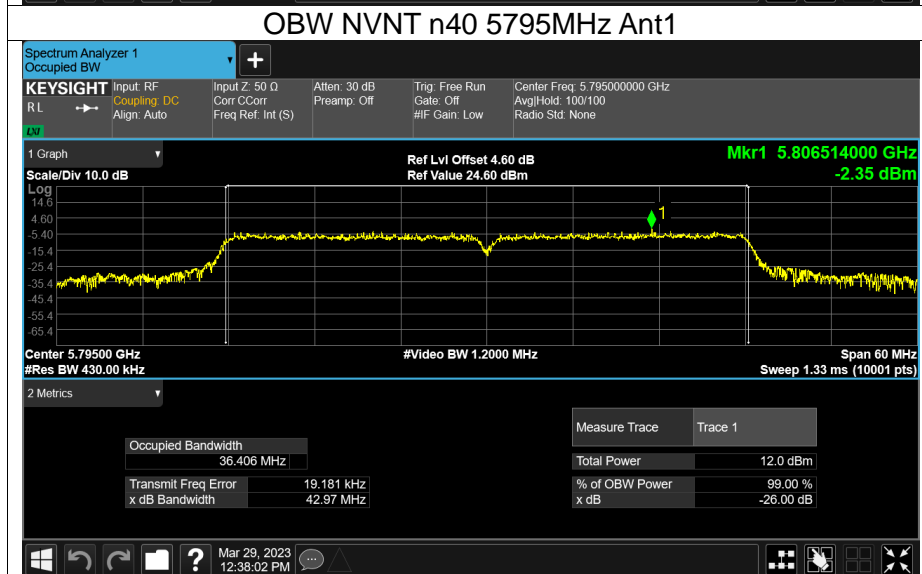 OBW NVNT n40 5795MHz Ant1
Spectrum Analyzer 1
Occupied BW
KEYSIGHT
R L
LXI
Input: RF
Coupling: DC
Align: Auto
Input Z: 50 Ω
Corr CCorr
Freq Ref: Int (S)
Atten: 30 dB
Preamp: Off
Trig: Free Run
Gate: Off
#IF Gain: Low
Center Freq: 5.795000000 GHz
Avg|Hold: 100/100
Radio Std: None
1 Graph
Scale/Div 10.0 dB
Ref Lvl Offset 4.60 dB
Ref Value 24.60 dBm
Mkr1 5.806514000 GHz
-2.35 dBm
Log
14.6
4.60
-5.40
-15.4
-25.4
-35.4
-45.4
-55.4
-65.4
1
Center 5.79500 GHz
#Res BW 430.00 kHz
#Video BW 1.2000 MHz
Span 60 MHz
Sweep 1.33 ms (10001 pts)
2 Metrics
Measure Trace Trace 1
Occupied Bandwidth
36.406 MHz
Total Power 12.0 dBm
Transmit Freq Error 19.181 kHz
% of OBW Power 99.00 %
x dB Bandwidth 42.97 MHz
x dB -26.00 dB
Mar 29, 2023
12:38:02 PM